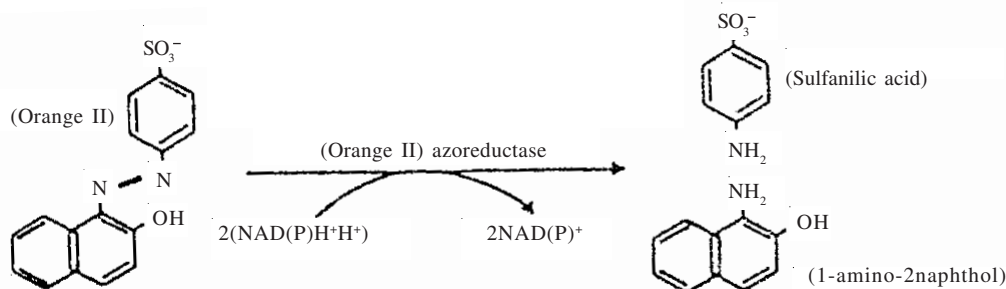 SO₃⁻
(Orange II)
N
N
OH
(Orange II) azoreductase
2(NAD(P)H⁺H⁺)
2NAD(P)⁺
SO₃⁻
(Sulfanilic acid)
NH₂
NH₂
OH
(1-amino-2naphthol)